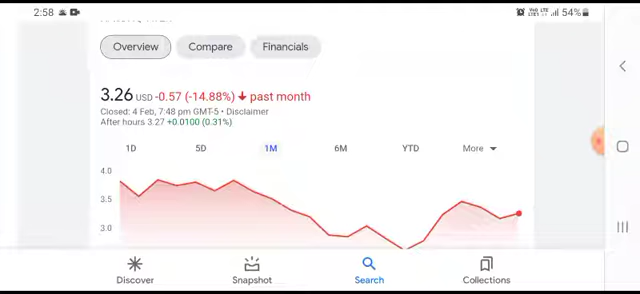 2:58 54%
Overview Compare Financials
3.26 USD -0.57 (-14.88%) past month
Closed: 4 Feb, 7:48 pm GMT-5 • Disclaimer
After hours 3.27 +0.0100 (0.31%)
1D 5D 1M 6M YTD More
4.0
3.5
3.0
Discover Snapshot Search Collections